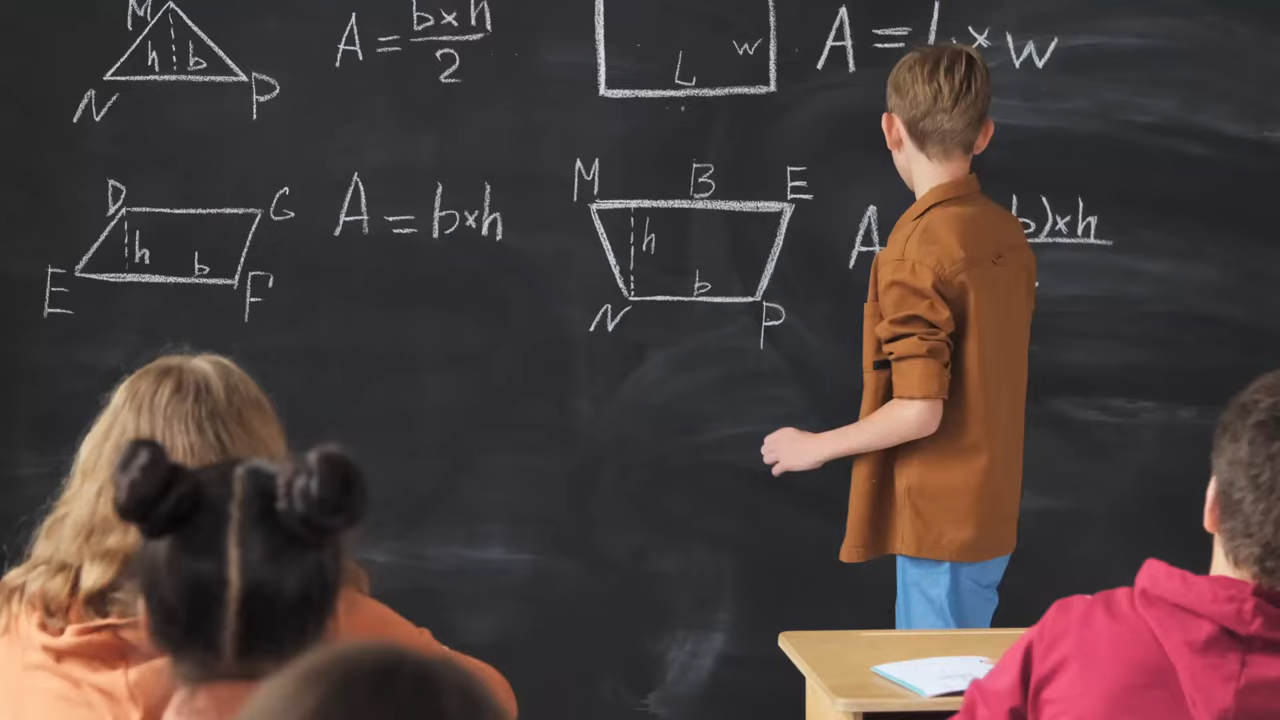 M
h b
N P
A = b×h
2
w
L
A = L × w
D G
h
b
E F
A = b×h
M B E
h
b
N P
A
b)×h